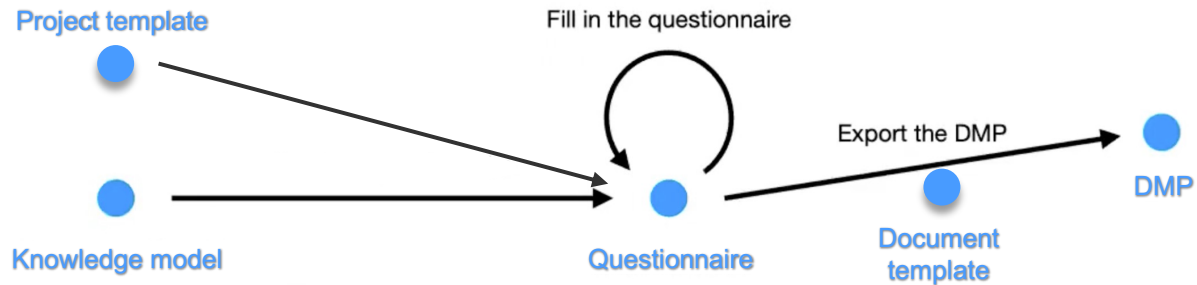 Project template
Fill in the questionnaire
Export the DMP
DMP
Knowledge model
Questionnaire
Document
template